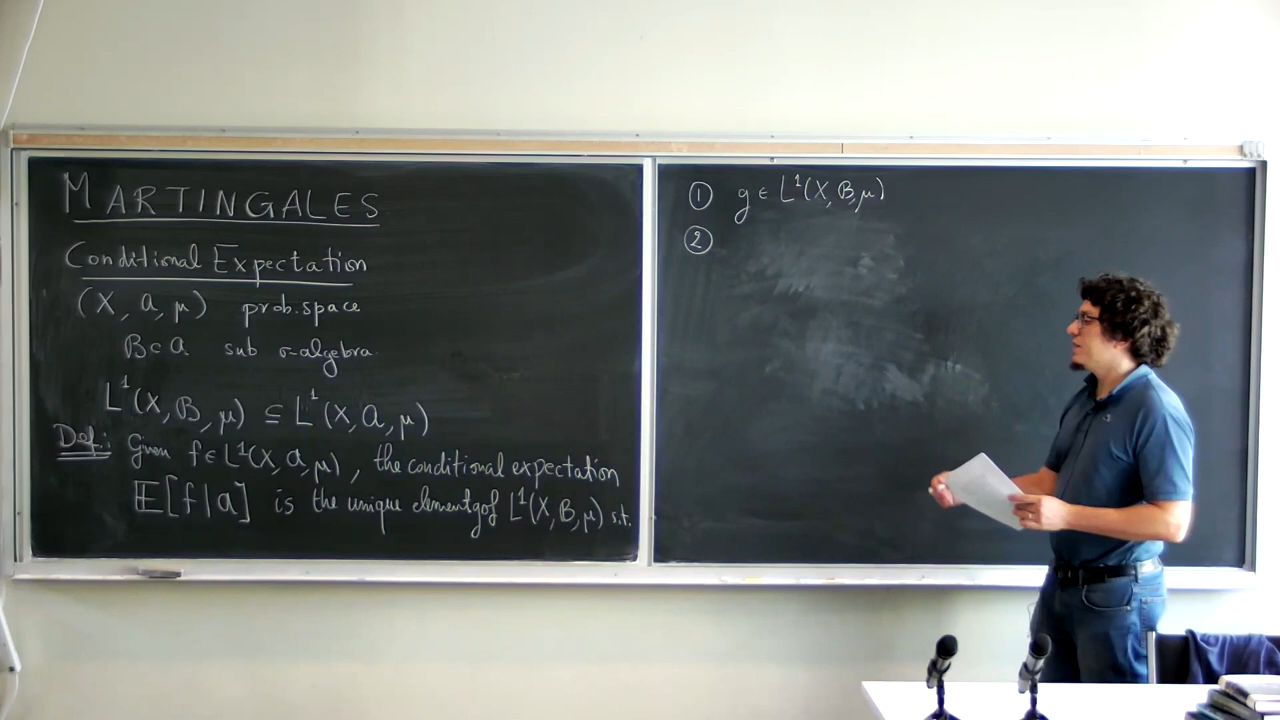 MARTINGALES
Conditional Expectation
(X, a, μ) prob. space
B ⊂ a sub σ-algebra.
L¹(X, B, μ) ⊆ L¹(X, a, μ)
Def.: Given f ∈ L¹(X, a, μ), the conditional expectation
𝔼[f|a] is the unique element g of L¹(X, B, μ) s.t.
① g ∈ L¹(X, B, μ)
②